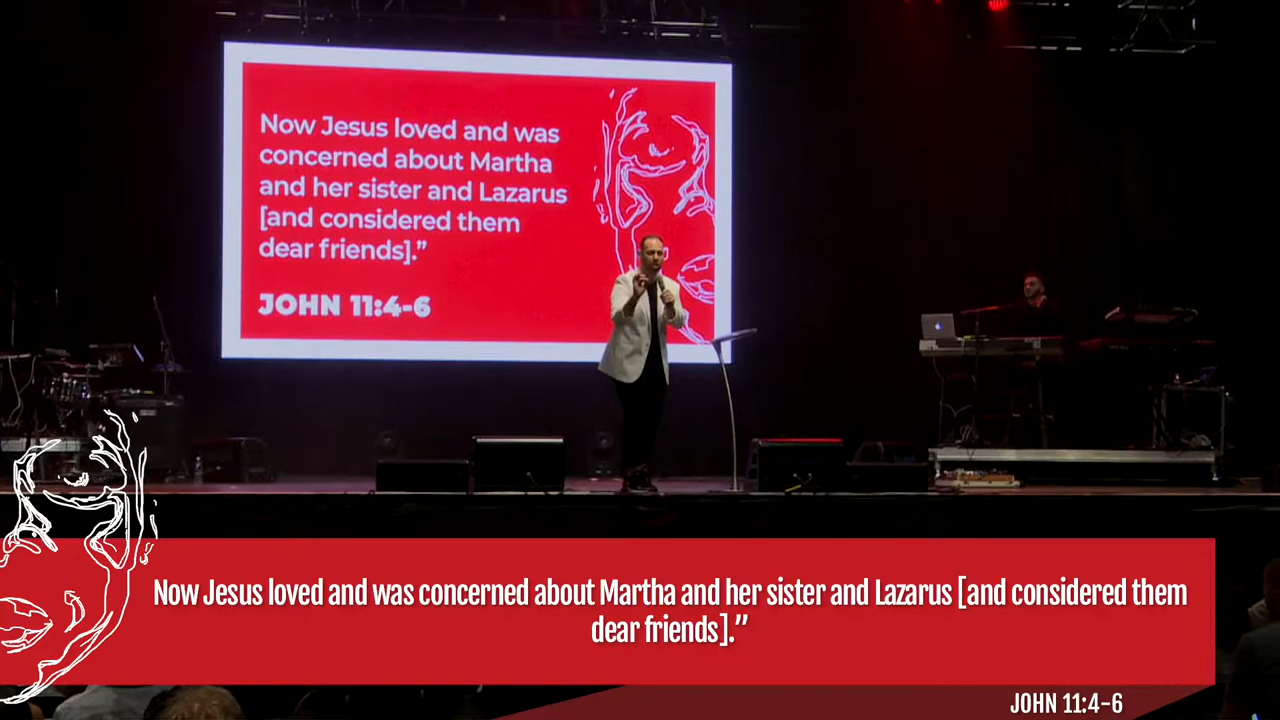 Now Jesus loved and was
concerned about Martha
and her sister and Lazarus
[and considered them
dear friends].”
JOHN 11:4-6
Now Jesus loved and was concerned about Martha and her sister and Lazarus [and considered them
dear friends].”
JOHN 11:4-6